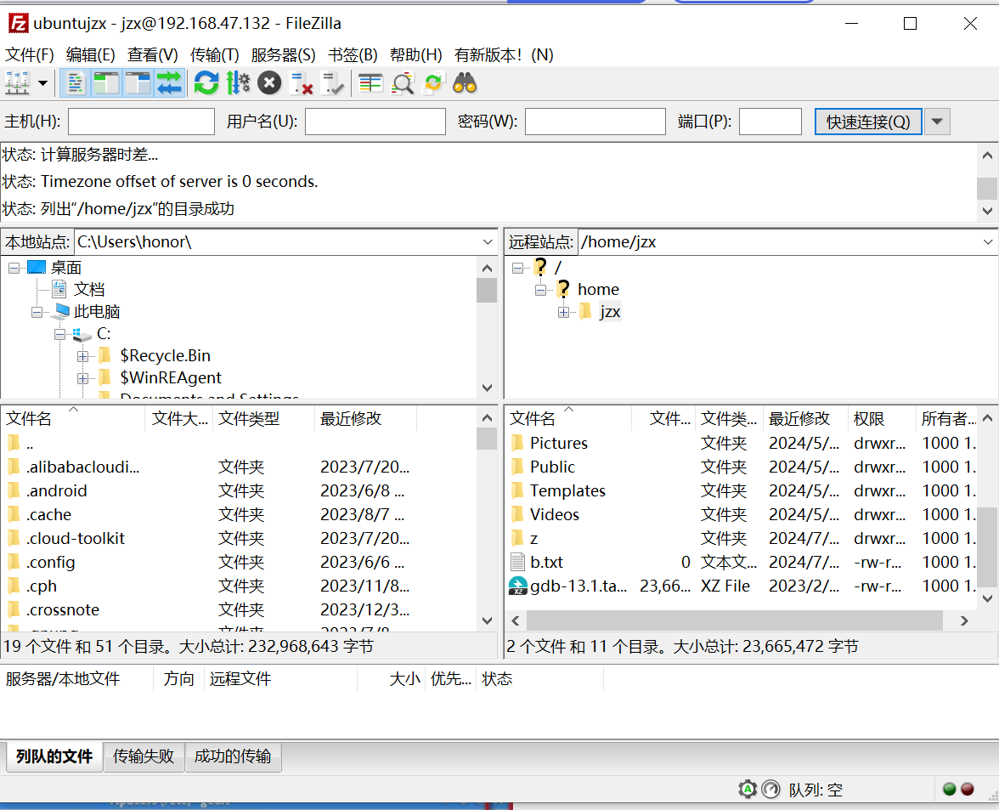 ubuntujzx - jzx@192.168.47.132 - FileZilla
文件(F) 编辑(E) 查看(V) 传输(T) 服务器(S) 书签(B) 帮助(H) 有新版本！(N)
主机(H): 用户名(U): 密码(W): 端口(P): 快速连接(Q)
状态: 计算服务器时差...
状态: Timezone offset of server is 0 seconds.
状态: 列出“/home/jzx”的目录成功
本地站点: C:\Users\honor\
桌面
文档
此电脑
C:
$Recycle.Bin
$WinREAgent
Documents and Settings
远程站点: /home/jzx
/
home
jzx
文件名 文件大... 文件类型 最近修改
..
.alibabacloudi... 文件夹 2023/7/20...
.android 文件夹 2023/6/8 ...
.cache 文件夹 2023/8/7 ...
.cloud-toolkit 文件夹 2023/7/20...
.config 文件夹 2023/6/6 ...
.cph 文件夹 2023/11/8...
.crossnote 文件夹 2023/12/3...
19 个文件 和 51 个目录。大小总计: 232,968,643 字节
文件名 文件... 文件类... 最近修改 权限 所有者...
Pictures 文件夹 2024/5/... drwxr... 1000 1.
Public 文件夹 2024/5/... drwxr... 1000 1.
Templates 文件夹 2024/5/... drwxr... 1000 1.
Videos 文件夹 2024/5/... drwxr... 1000 1.
z 文件夹 2024/7/... drwxr... 1000 1.
b.txt 0 文本文... 2024/7/... -rw-r... 1000 1.
XZ gdb-13.1.ta... 23,66... XZ File 2023/2/... -rw-r... 1000 1.
2 个文件 和 11 个目录。大小总计: 23,665,472 字节
服务器/本地文件 方向 远程文件 大小 优先... 状态
列队的文件 传输失败 成功的传输
队列: 空